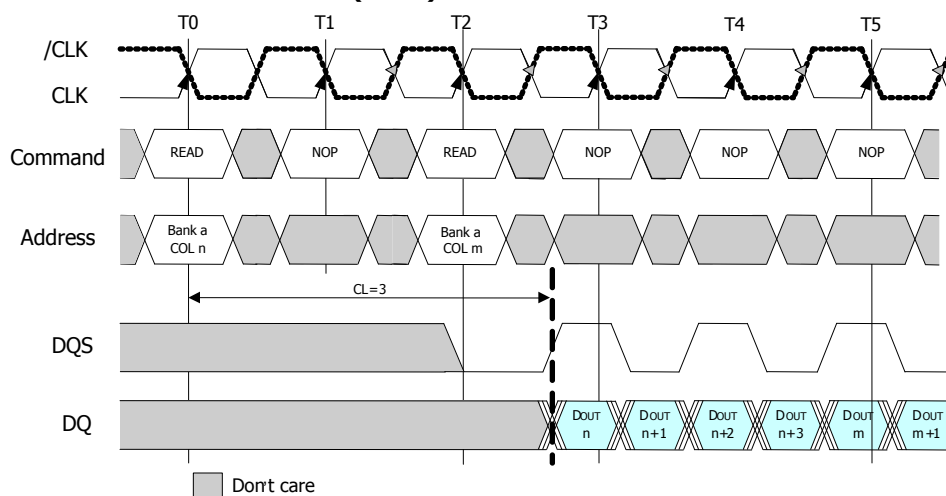 T0 T1 T2 T3 T4 T5
/CLK
CLK
Command READ NOP READ NOP NOP NOP
Address Bank a COL n Bank a COL m
CL=3
DQS
DQ DOUT n DOUT n+1 DOUT n+2 DOUT n+3 DOUT m DOUT m+1
Don't care